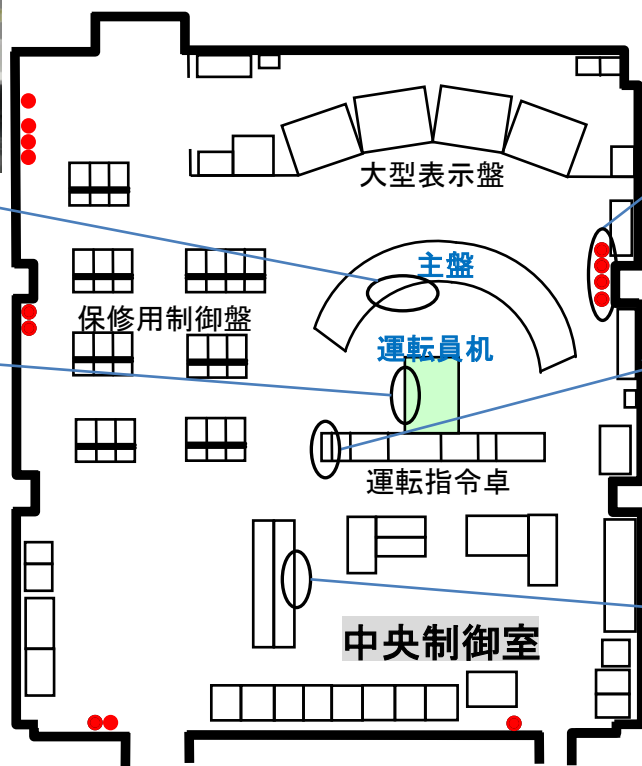 大型表示盤
主盤
保修用制御盤
運転員机
運転指令卓
中央制御室